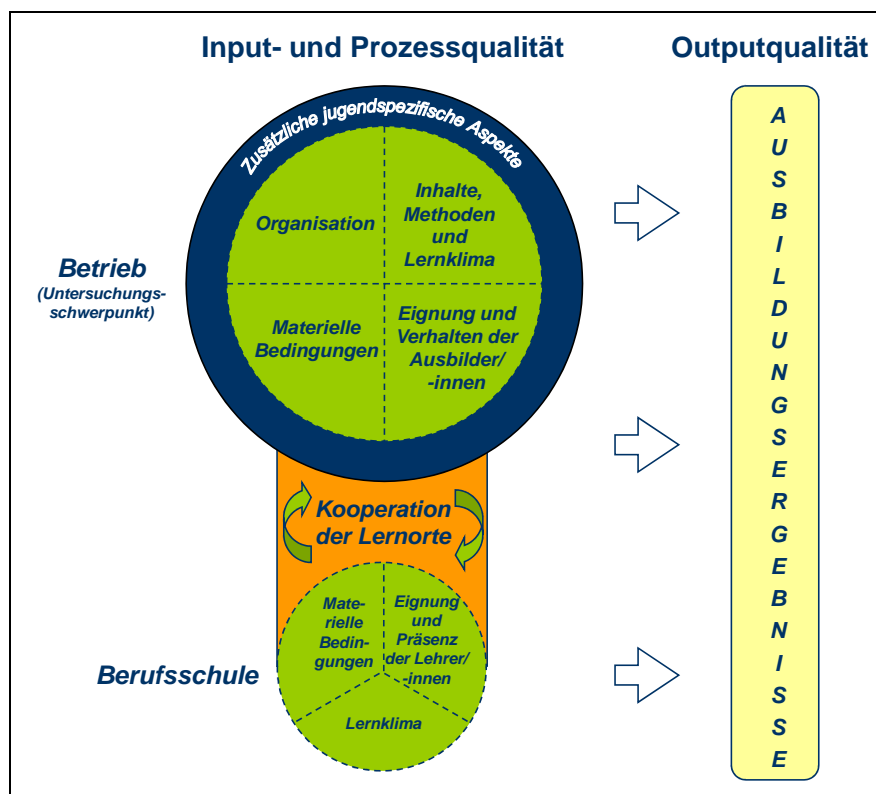 Input- und Prozessqualität
Outputqualität
Zusätzliche jugendspezifische Aspekte
Organisation
Inhalte,
Methoden
und
Lernklima
Betrieb
(Untersuchungs-
schwerpunkt)
Materielle
Bedingungen
Eignung und
Verhalten der
Ausbilder/
-innen
Kooperation
der Lernorte
Berufsschule
Mate-
rielle
Bedin-
gungen
Eignung
und
Präsenz
der Lehrer/
-innen
Lernklima
A
U
S
B
I
L
D
U
N
G
S
E
R
G
E
B
N
I
S
S
E